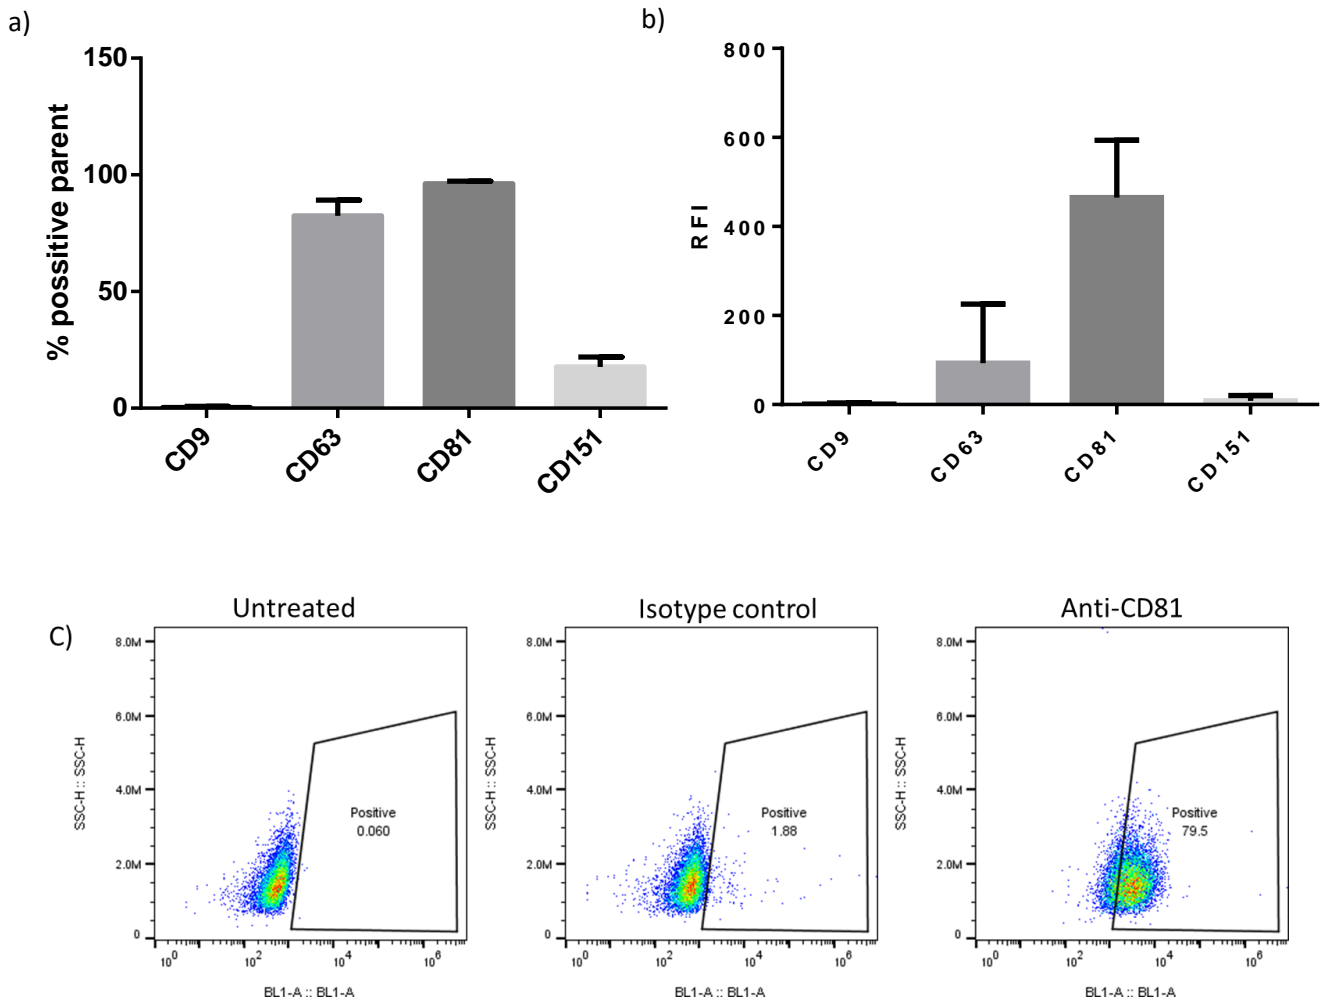 a)
% possitive parent
150
100
50
0
CD9
CD63
CD81
CD151
b)
RFI
800
600
400
200
0
CD9
CD63
CD81
CD151
C)
Untreated
SSC-H :: SSC-H
8.0M
6.0M
4.0M
2.0M
0
Positive
0.060
10^0 10^2 10^4 10^6
BL1-A :: BL1-A
Isotype control
SSC-H :: SSC-H
8.0M
6.0M
4.0M
2.0M
0
Positive
1.88
10^0 10^2 10^4 10^6
BL1-A :: BL1-A
Anti-CD81
SSC-H :: SSC-H
8.0M
6.0M
4.0M
2.0M
0
Positive
79.5
10^0 10^2 10^4 10^6
BL1-A :: BL1-A